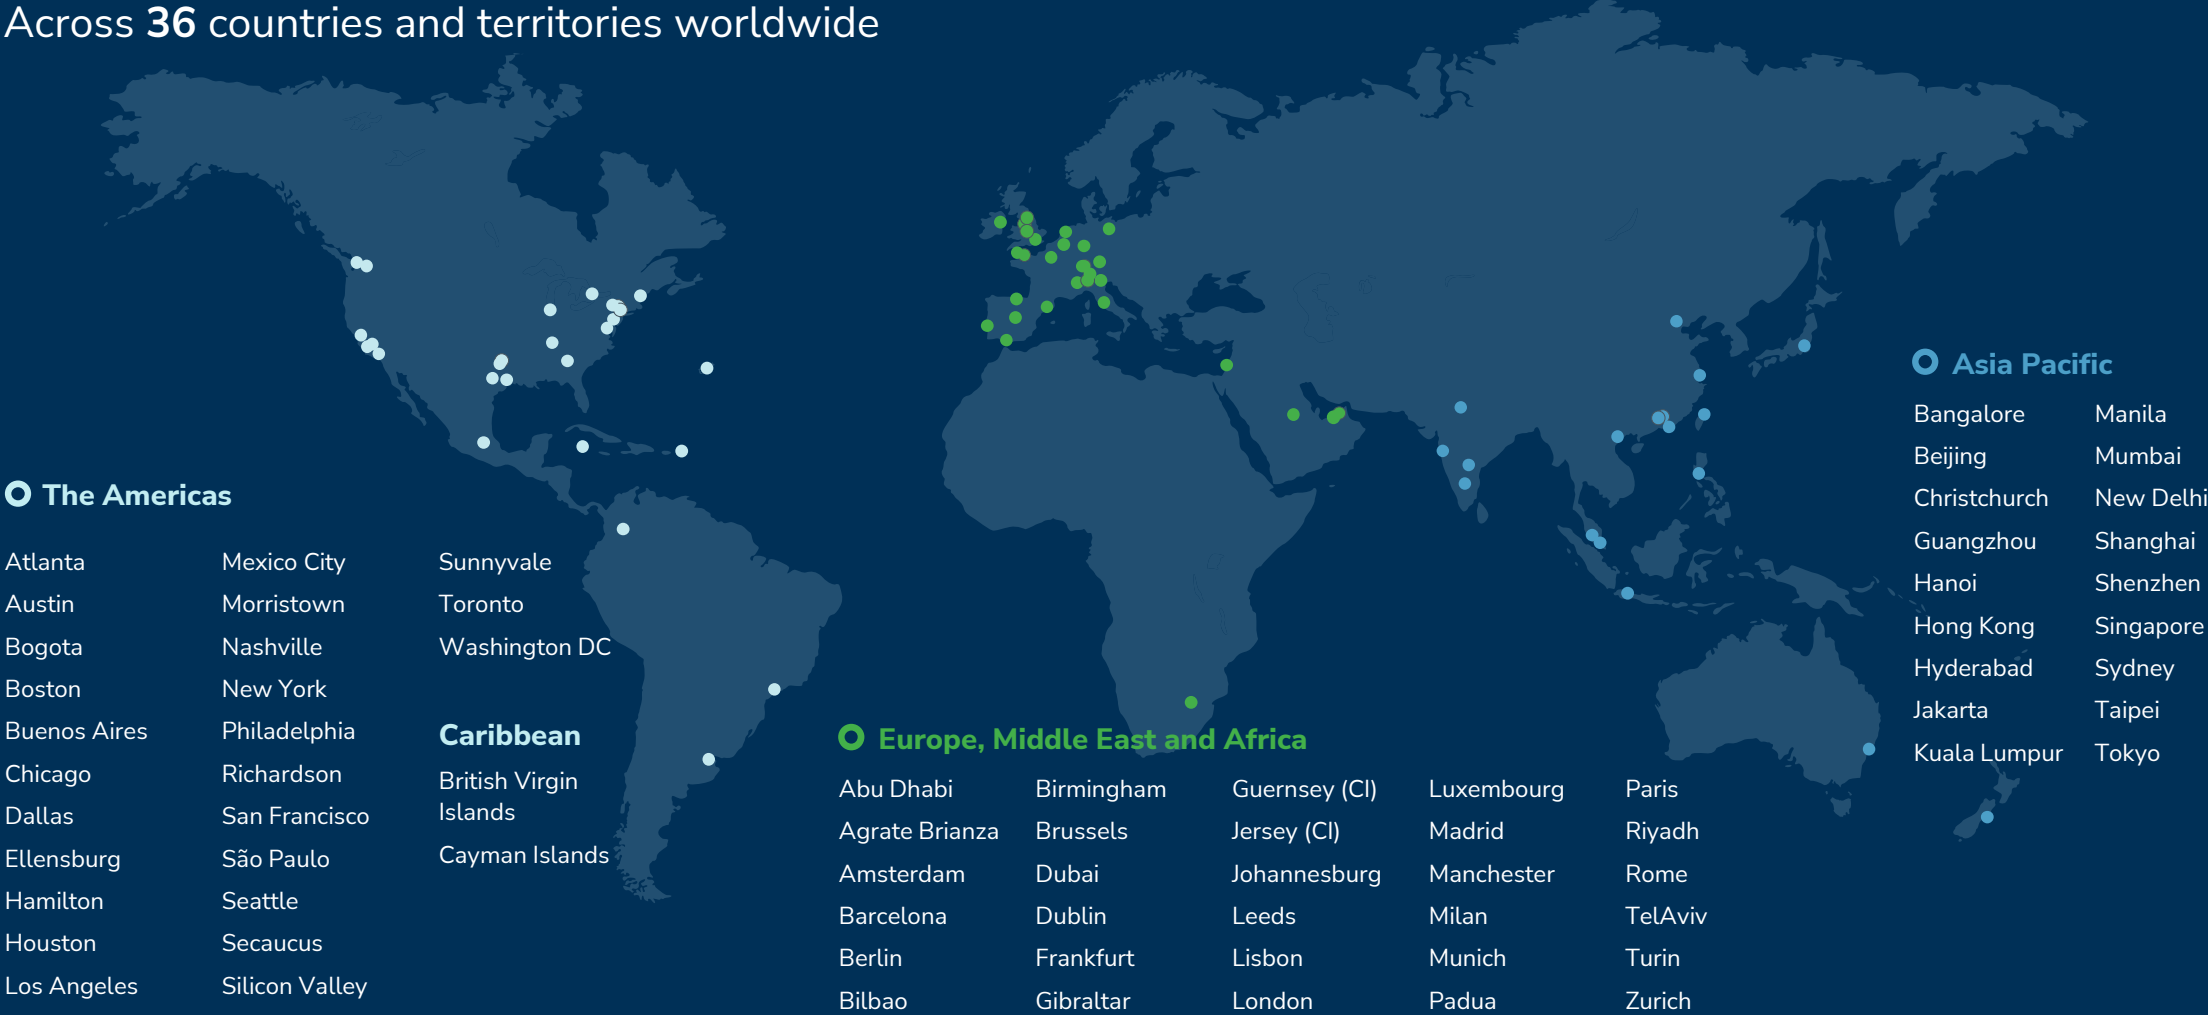 Across 36 countries and territories worldwide
The Americas
Atlanta
Austin
Bogota
Boston
Buenos Aires
Chicago
Dallas
Ellensburg
Hamilton
Houston
Los Angeles
Mexico City
Morristown
Nashville
New York
Philadelphia
Richardson
San Francisco
São Paulo
Seattle
Secaucus
Silicon Valley
Sunnyvale
Toronto
Washington DC
Caribbean
British Virgin
Islands
Cayman Islands
Europe, Middle East and Africa
Abu Dhabi
Agrate Brianza
Amsterdam
Barcelona
Berlin
Bilbao
Birmingham
Brussels
Dubai
Dublin
Frankfurt
Gibraltar
Guernsey (CI)
Jersey (CI)
Johannesburg
Leeds
Lisbon
London
Luxembourg
Madrid
Manchester
Milan
Munich
Padua
Paris
Riyadh
Rome
TelAviv
Turin
Zurich
Asia Pacific
Bangalore
Beijing
Christchurch
Guangzhou
Hanoi
Hong Kong
Hyderabad
Jakarta
Kuala Lumpur
Manila
Mumbai
New Delhi
Shanghai
Shenzhen
Singapore
Sydney
Taipei
Tokyo